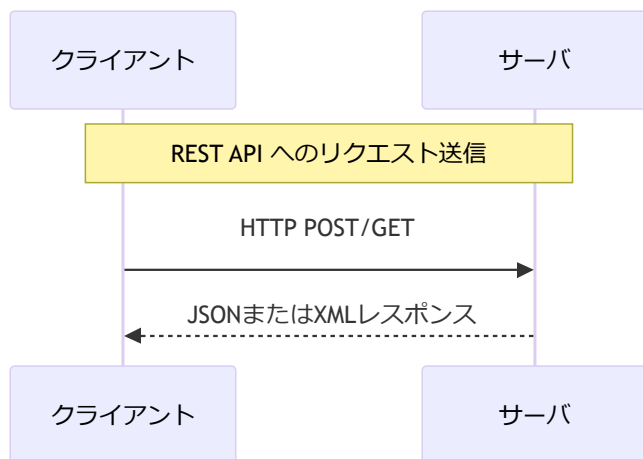 クライアント
サーバ
REST API へのリクエスト送信
HTTP POST/GET
JSONまたはXMLレスポンス
クライアント
サーバ